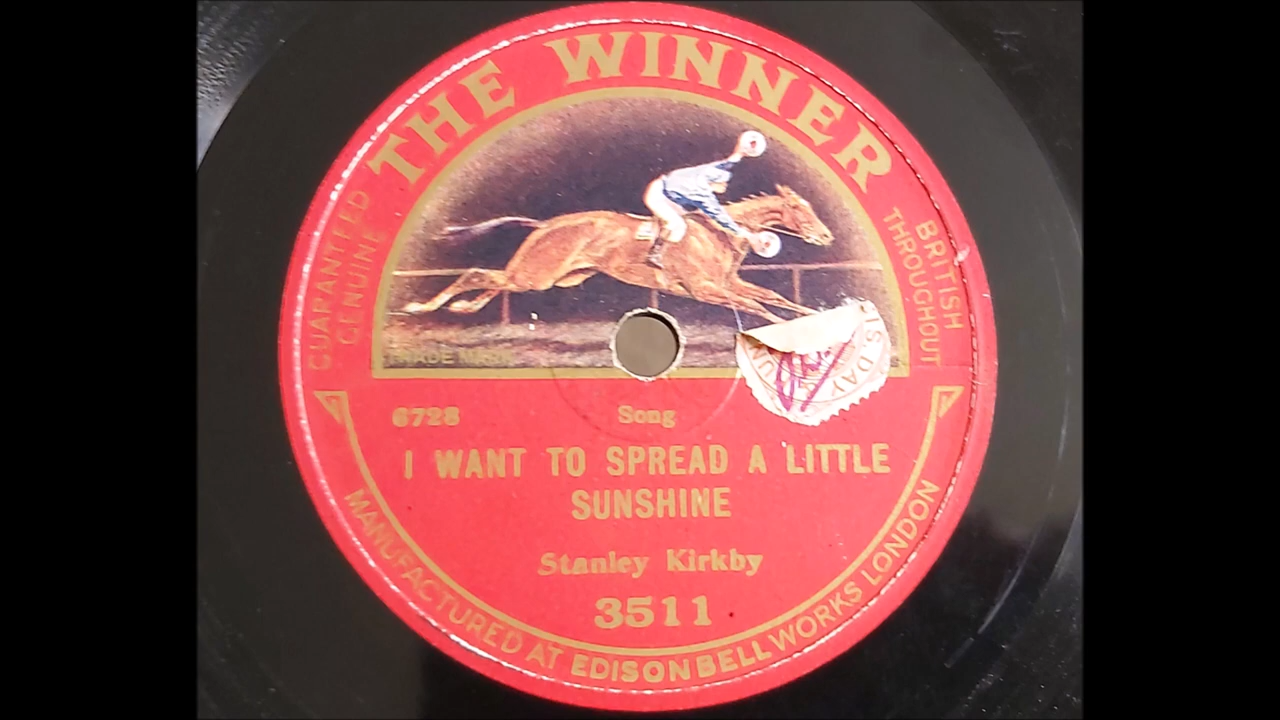 THE WINNER
GUARANTEED
GENUINE
BRITISH
THROUGHOUT
TRADE MARK
S. DAY
6728
Song
I WANT TO SPREAD A LITTLE
SUNSHINE
Stanley Kirkby
3511
MANUFACTURED AT EDISON BELL WORKS LONDON